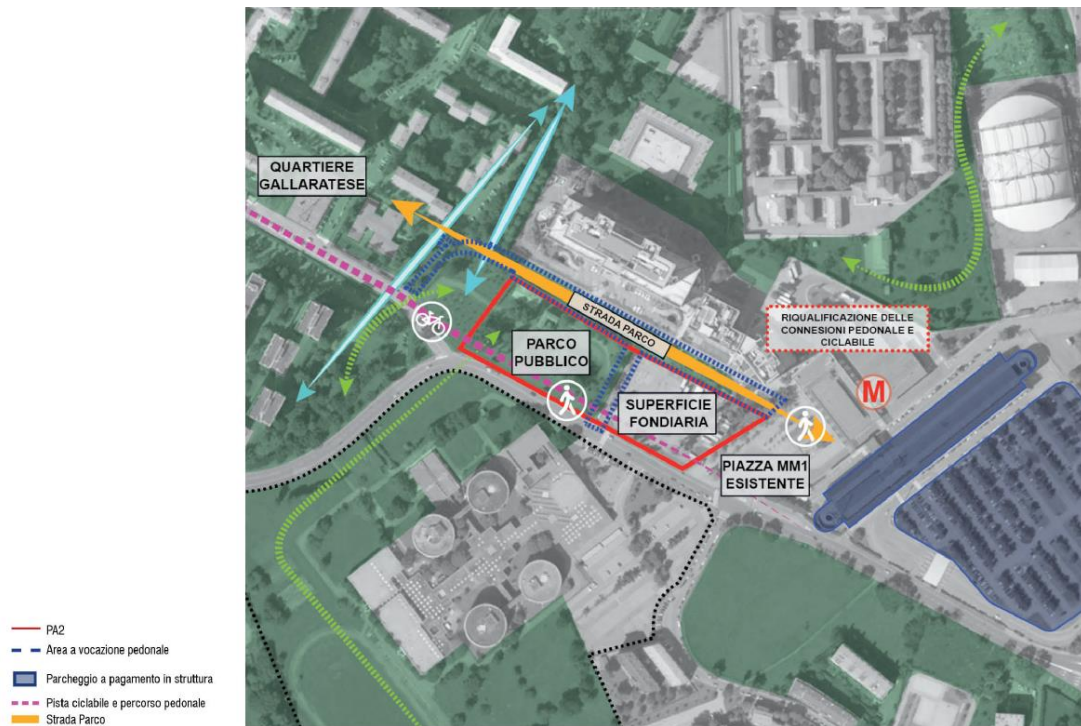 QUARTIERE
GALLARATESE
STRADA PARCO
RIQUALIFICAZIONE DELLE
CONNESSIONI PEDONALE E
CICLABILE
PARCO
PUBBLICO
M
SUPERFICIE
FONDIARIA
PIAZZA MM1
ESISTENTE
PA2
Area a vocazione pedonale
Parcheggio a pagamento in struttura
Pista ciclabile e percorso pedonale
Strada Parco